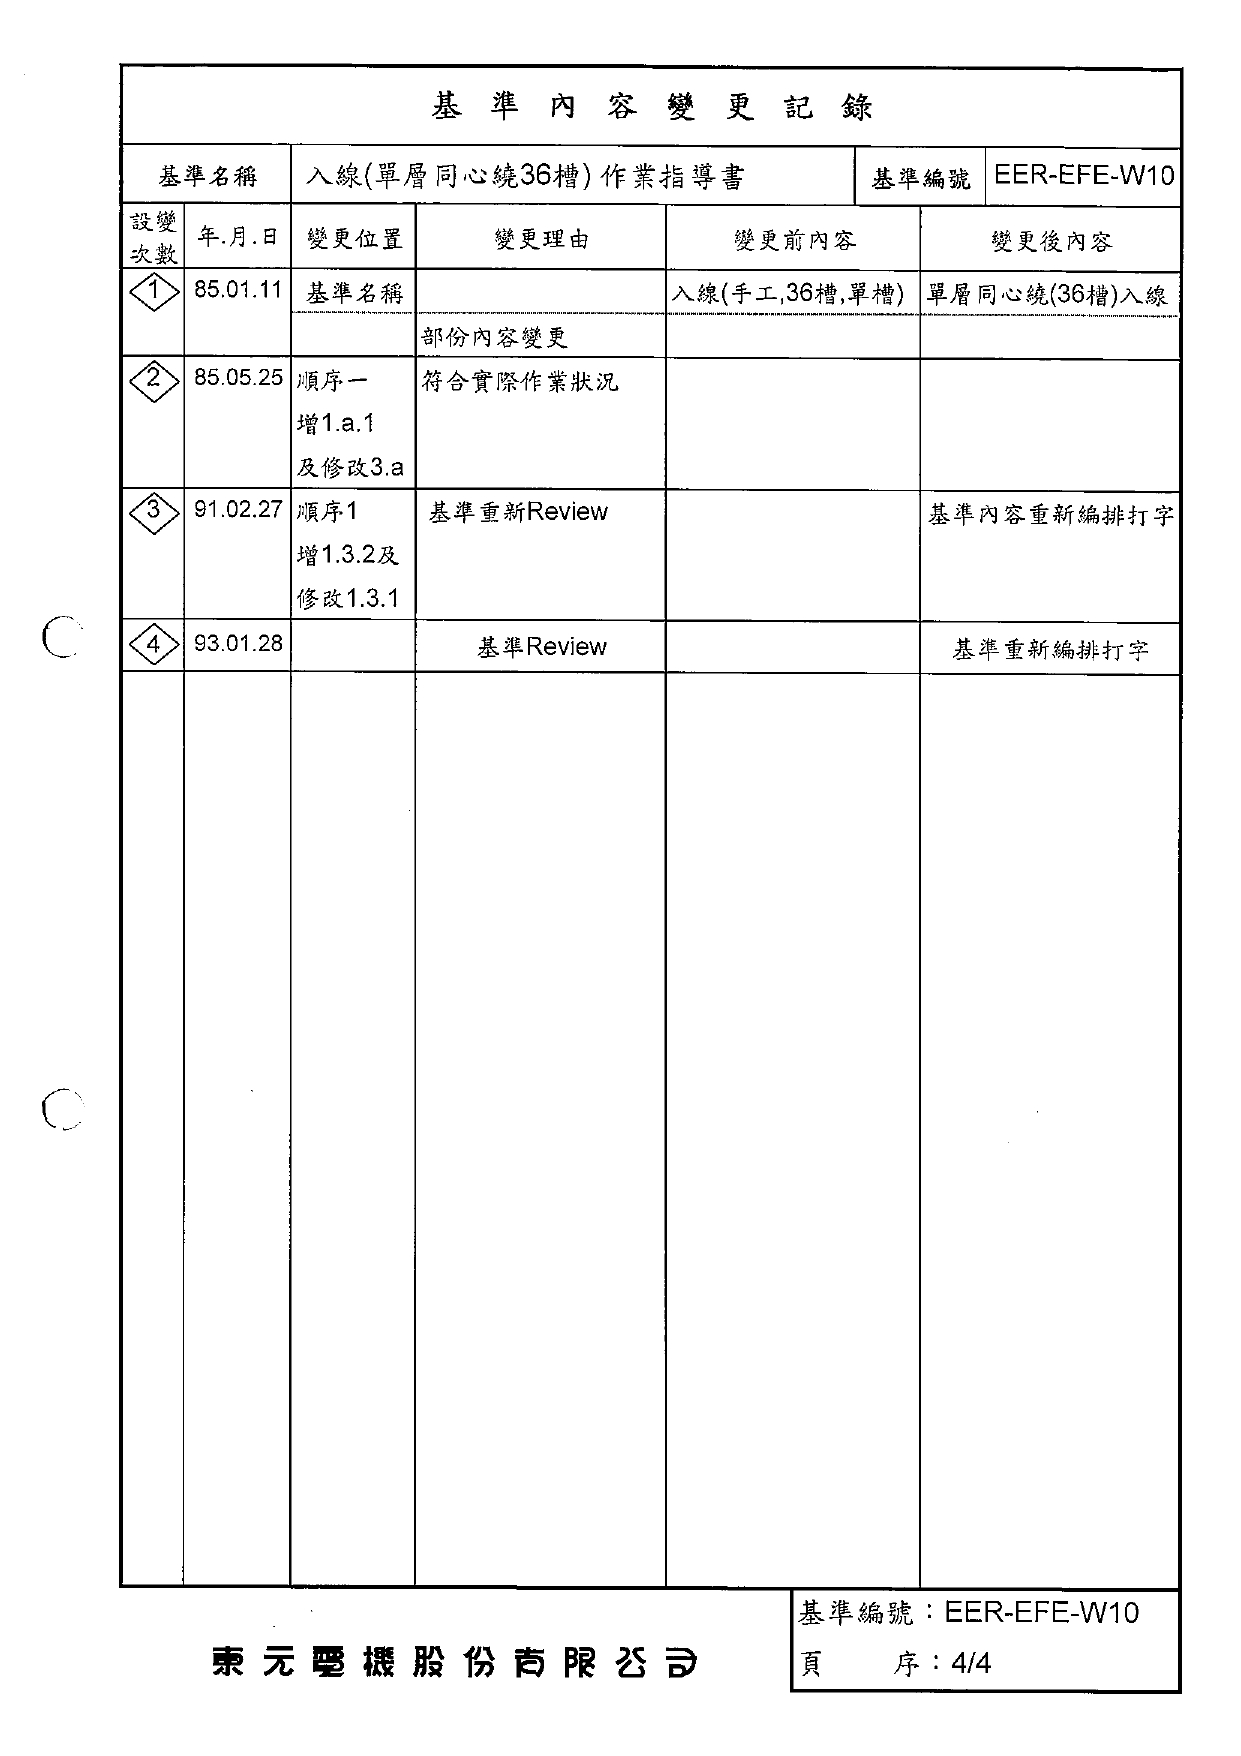 基準內容變更記錄
基準名稱 入線(單層同心繞36槽)作業指導書 基準編號 EER-EFE-W10
設變次數 年.月.日 變更位置 變更理由 變更前內容 變更後內容
1 85.01.11 基準名稱 入線(手工,36槽,單槽) 單層同心繞(36槽)入線
部份內容變更
2 85.05.25 順序一 符合實際作業狀況
增1.a.1
及修改3.a
3 91.02.27 順序1 基準重新Review 基準內容重新編排打字
增1.3.2及
修改1.3.1
4 93.01.28 基準Review 基準重新編排打字
基準編號：EER-EFE-W10
東元電機股份有限公司 頁 序：4/4